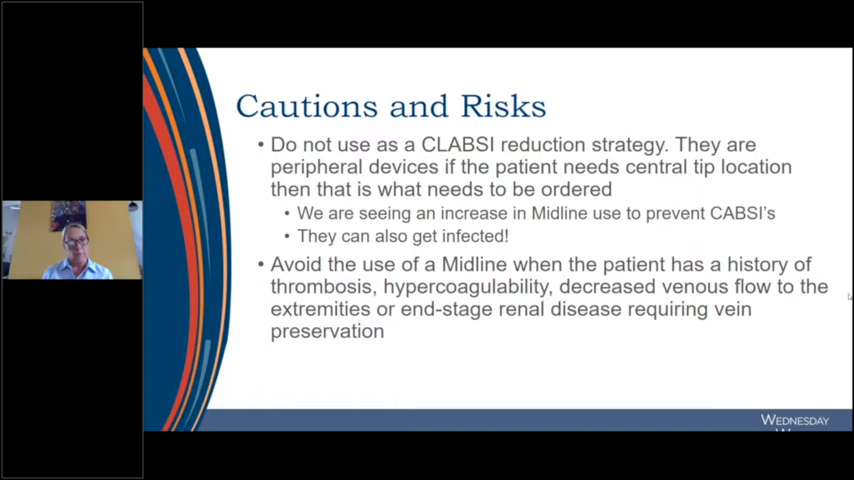 Cautions and Risks
• Do not use as a CLABSI reduction strategy. They are
peripheral devices if the patient needs central tip location
then that is what needs to be ordered
• We are seeing an increase in Midline use to prevent CABSI's
• They can also get infected!
• Avoid the use of a Midline when the patient has a history of
thrombosis, hypercoagulability, decreased venous flow to the
extremities or end-stage renal disease requiring vein
preservation
WEDNESDAY